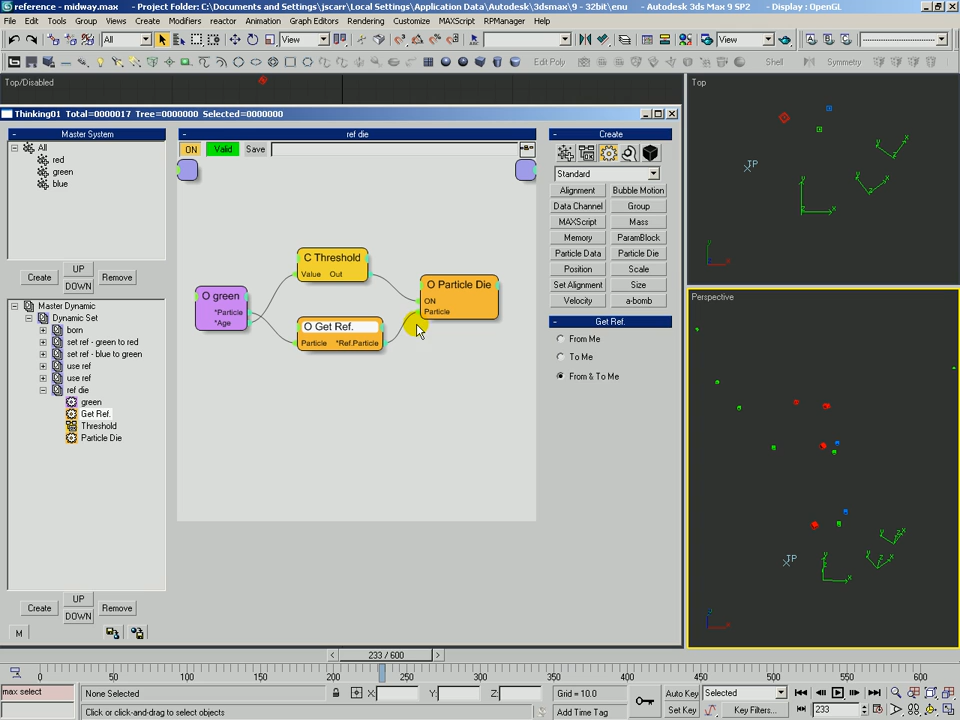 reference - midway.max - Project Folder: C:\Documents and Settings\jscarr\Local Settings\Application Data\Autodesk\3dsmax\9 - 32bit\enu - Autodesk 3ds Max 9 SP2 - Display : OpenGL
File Edit Tools Group Views Create Modifiers reactor Animation Graph Editors Rendering Customize MAXScript RPManager Help
All View View
Edit Poly Shell Symmetry
Top/Disabled
Top
Thinking01 Total=0000017 Tree=0000000 Selected=0000000
Master System
All
red
green
blue
UP
Create Remove
DOWN
Master Dynamic
Dynamic Set
born
set ref - green to red
set ref - blue to green
use ref
use ref
ref die
green
Get Ref.
Threshold
Particle Die
UP
Create Remove
DOWN
M
ref die
ON Valid Save
C Threshold
Value Out
O green
*Particle
*Age
O Get Ref.
Particle *Ref.Particle
O Particle Die
ON
Particle
Create
Standard
Alignment Bubble Motion
Data Channel Group
MAXScript Mass
Memory ParamBlock
Particle Data Particle Die
Position Scale
Set Alignment Size
Velocity a-bomb
Get Ref.
From Me
To Me
From & To Me
TP
Perspective
TP
233 / 600
0 50 100 150 200 250 300 350 400 450 500 550 600
max select
None Selected X: Y: Z: Grid = 10.0 Auto Key Selected
Click or click-and-drag to select objects Add Time Tag Set Key Key Filters... 233